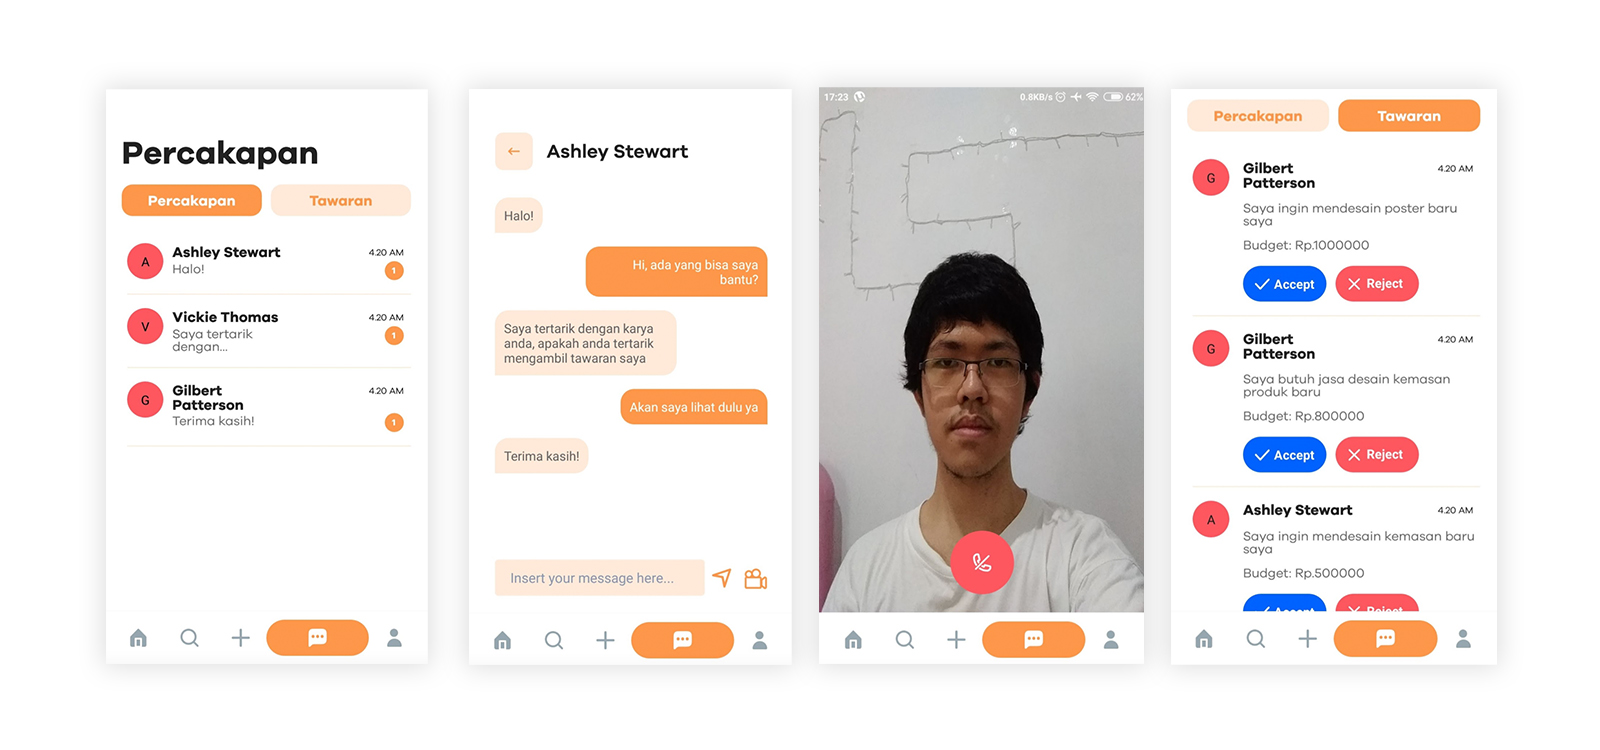 Percakapan
Percakapan
Tawaran
A
Ashley Stewart
4.20 AM
Halo!
1
V
Vickie Thomas
4.20 AM
Saya tertarik
dengan...
1
G
Gilbert
Patterson
4.20 AM
Terima kasih!
1
Ashley Stewart
Halo!
Hi, ada yang bisa saya
bantu?
Saya tertarik dengan karya
anda, apakah anda tertarik
mengambil tawaran saya
Akan saya lihat dulu ya
Terima kasih!
Insert your message here...
17:23
0.8KB/s
62%
Percakapan
Tawaran
G
Gilbert
Patterson
4.20 AM
Saya ingin mendesain poster baru
saya
Budget: Rp.1000000
Accept
Reject
G
Gilbert
Patterson
4.20 AM
Saya butuh jasa desain kemasan
produk baru
Budget: Rp.800000
Accept
Reject
A
Ashley Stewart
4.20 AM
Saya ingin mendesain kemasan baru
saya
Budget: Rp.500000
Accept
Reject